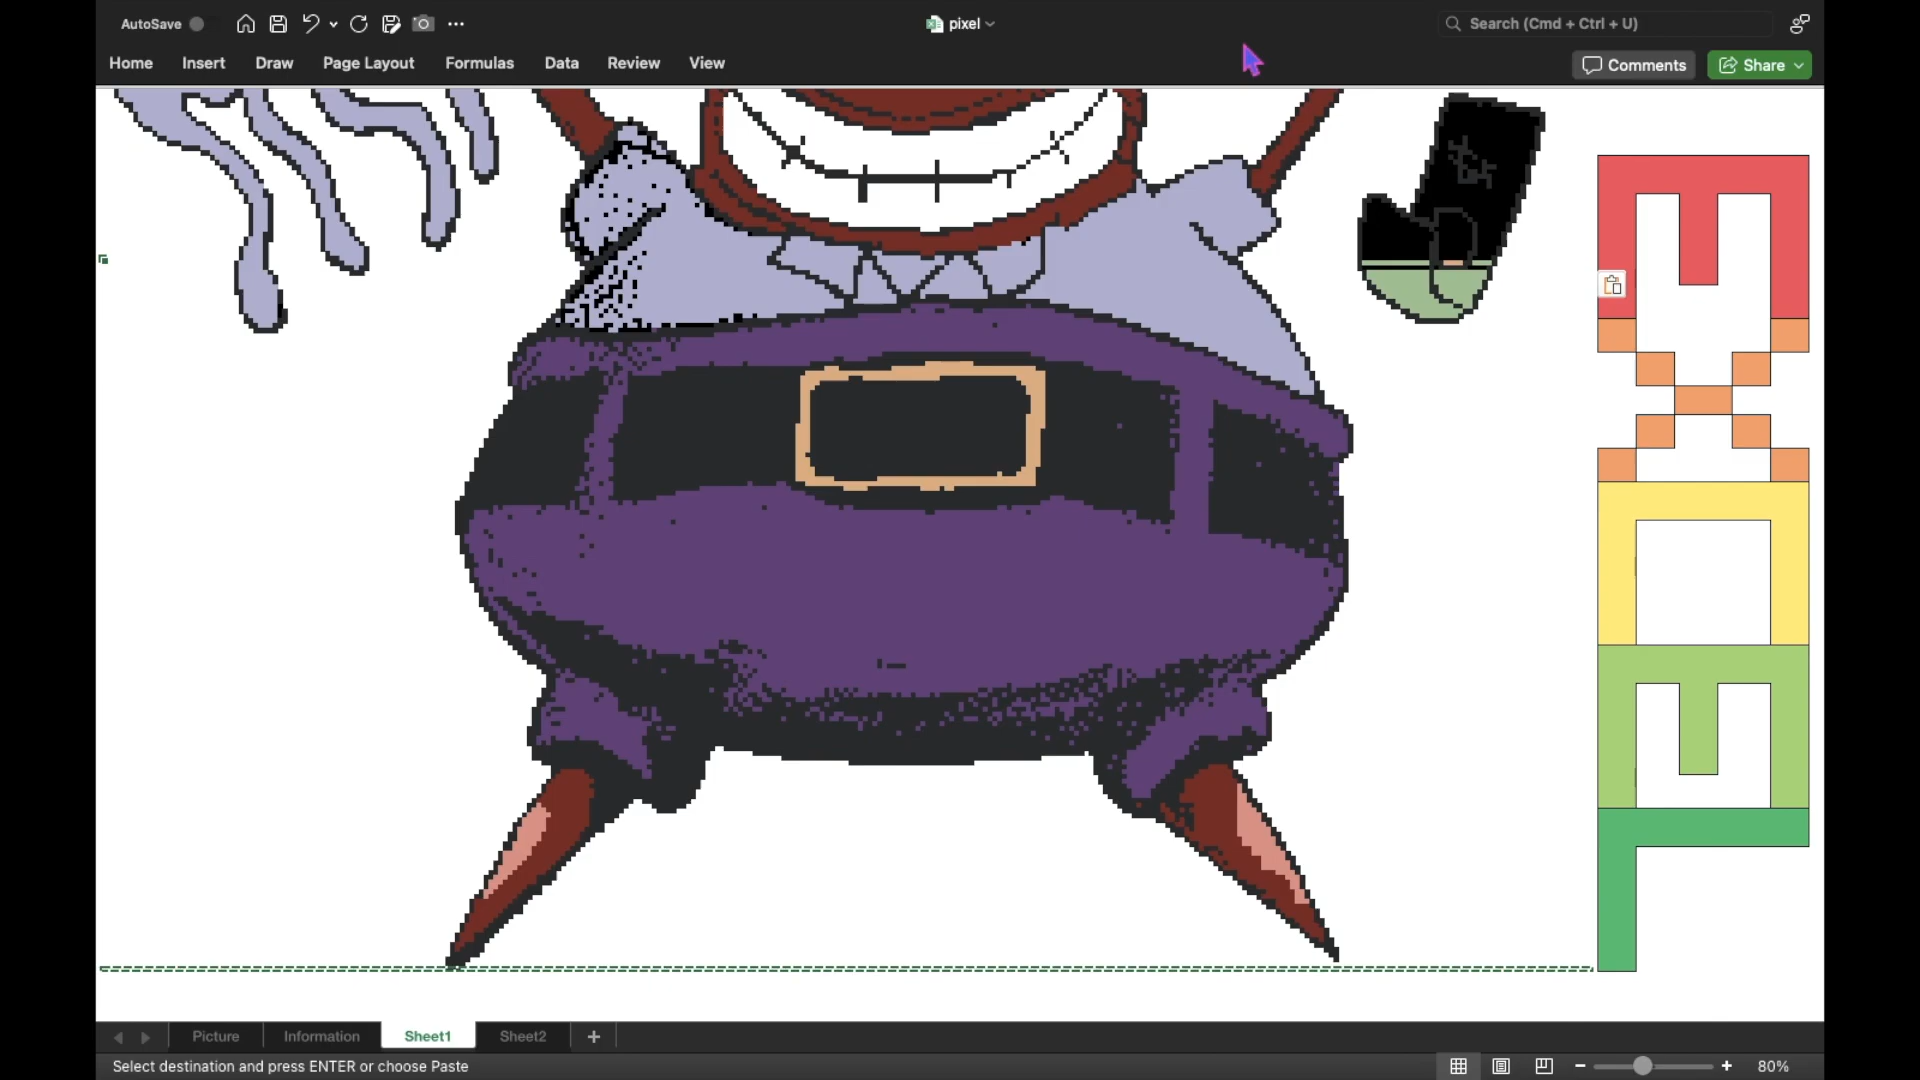 AutoSave
pixel
Search (Cmd + Ctrl + U)
Home Insert Draw Page Layout Formulas Data Review View
Comments Share
EXCEL
Picture Information Sheet1 Sheet2
Select destination and press ENTER or choose Paste
80%